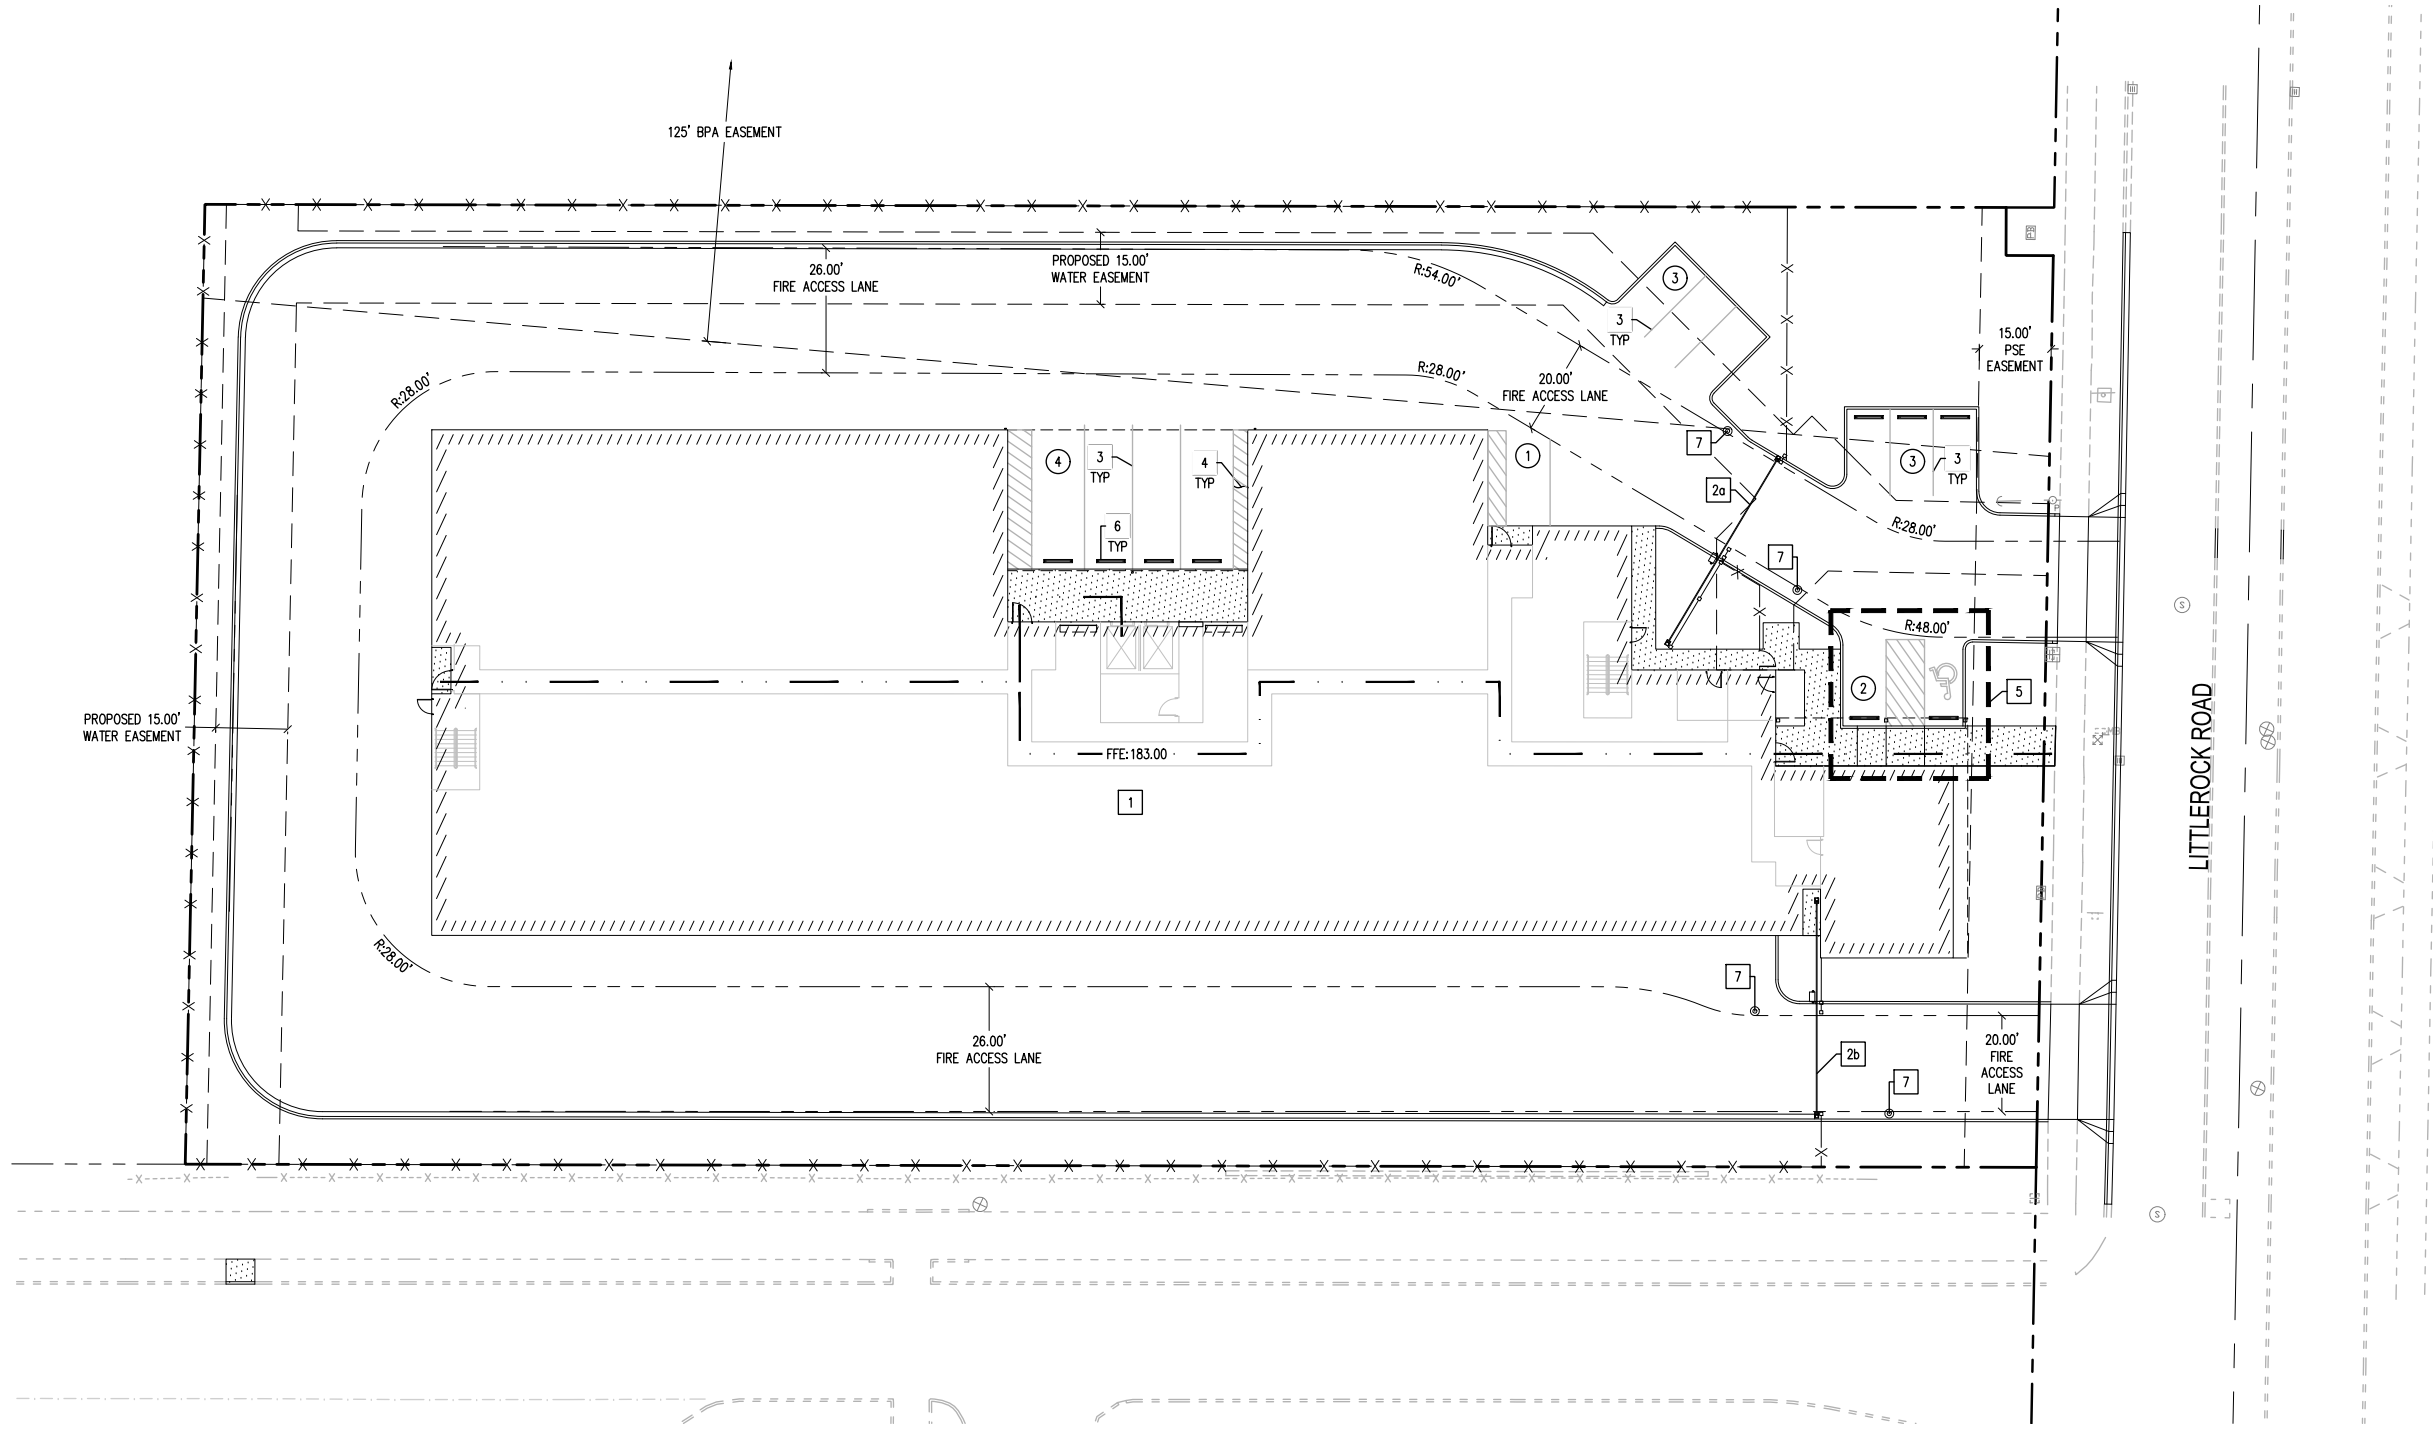 125' BPA EASEMENT
26.00'
FIRE ACCESS LANE
PROPOSED 15.00'
WATER EASEMENT
R:54.00'
3
3
TYP
15.00'
PSE
EASEMENT
R:28.00'
R:28.00'
20.00'
FIRE ACCESS LANE
7
4
3
TYP
4
TYP
1
3
3
TYP
2a
6
TYP
R:28.00'
7
R:48.00'
2
5
PROPOSED 15.00'
WATER EASEMENT
FFE:183.00
1
LITTLEROCK ROAD
R:28.00'
7
26.00'
FIRE ACCESS LANE
2b
20.00'
FIRE
ACCESS
LANE
7
S
S